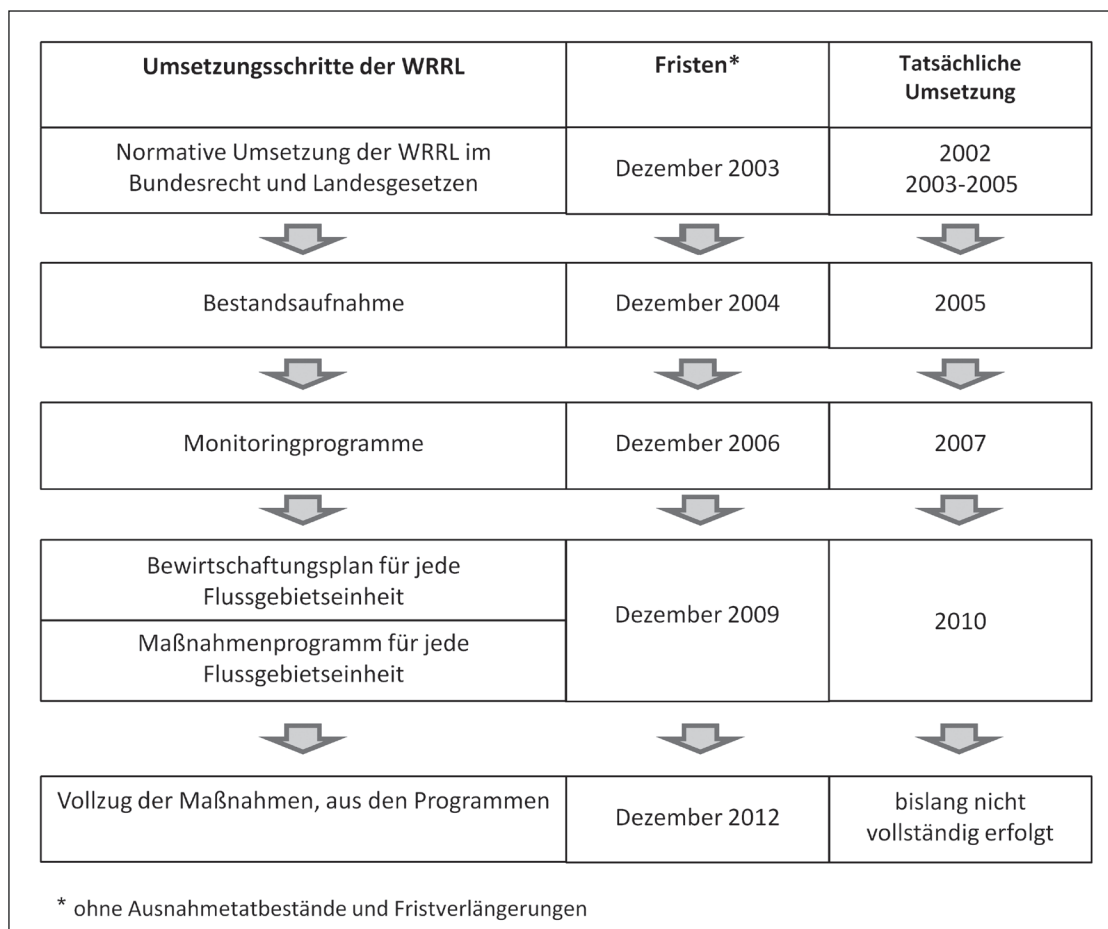 Umsetzungsschritte der WRRL
Fristen*
Tatsächliche
Umsetzung
Normative Umsetzung der WRRL im
Bundesrecht und Landesgesetzen
Dezember 2003
2002
2003-2005
Bestandsaufnahme
Dezember 2004
2005
Monitoringprogramme
Dezember 2006
2007
Bewirtschaftungsplan für jede
Flussgebietseinheit
Maßnahmenprogramm für jede
Flussgebietseinheit
Dezember 2009
2010
Vollzug der Maßnahmen, aus den Programmen
Dezember 2012
bislang nicht
vollständig erfolgt
* ohne Ausnahmetatbestände und Fristverlängerungen